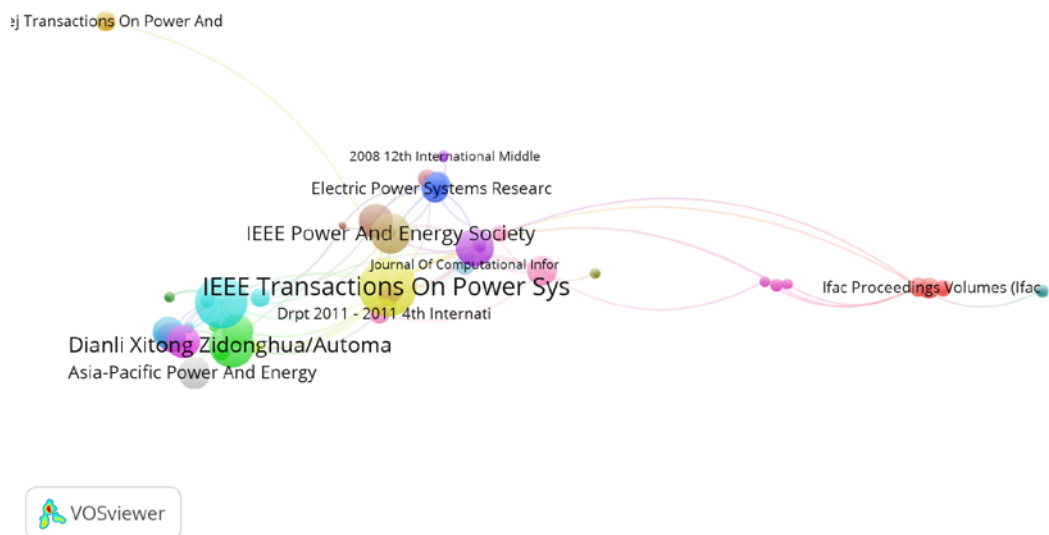 ej Transactions On Power And
2008 12th International Middle
Electric Power Systems Researc
IEEE Power And Energy Society
Journal Of Computational Infor
IEEE Transactions On Power Sys
Ifac Proceedings Volumes (Ifac
Drpt 2011 - 2011 4th Internati
Dianli Xitong Zidonghua/Automa
Asia-Pacific Power And Energy
VOSviewer